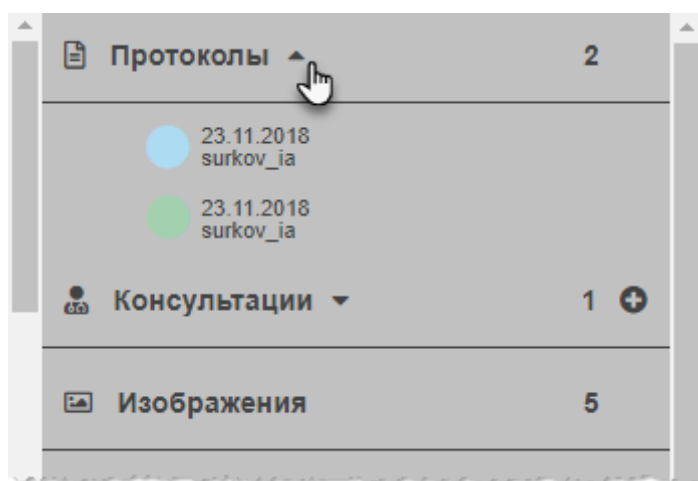 Протоколы 2
23.11.2018
surkov_ia
23.11.2018
surkov_ia
Консультации 1
Изображения 5